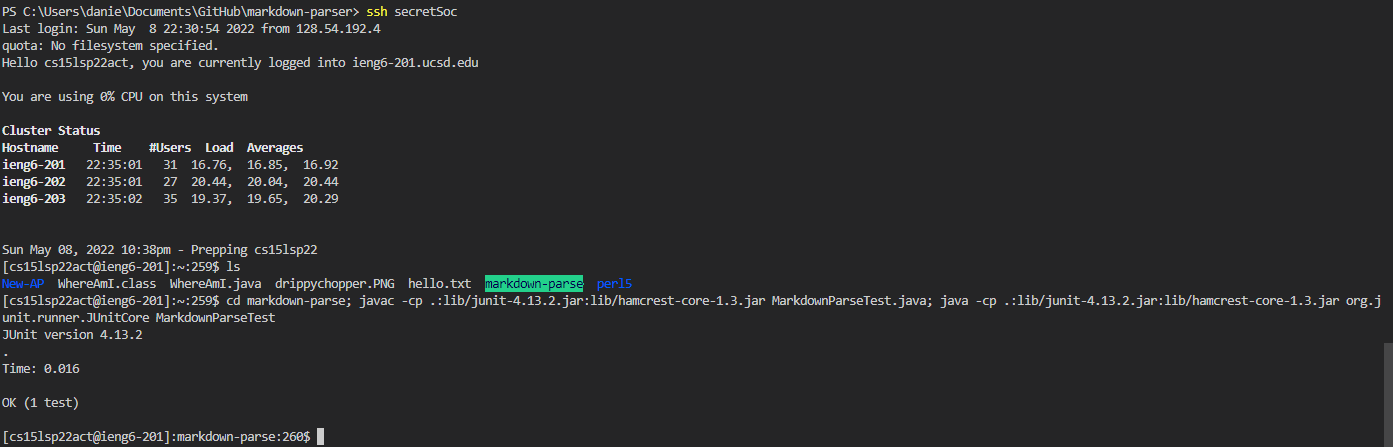 PS C:\Users\danie\Documents\GitHub\markdown-parser> ssh secretSoc
Last login: Sun May  8 22:30:54 2022 from 128.54.192.4
quota: No filesystem specified.
Hello cs15lsp22act, you are currently logged into ieng6-201.ucsd.edu
You are using 0% CPU on this system
Cluster Status
Hostname     Time    #Users  Load  Averages
ieng6-201   22:35:01   31  16.76,  16.85,  16.92
ieng6-202   22:35:01   27  20.44,  20.04,  20.44
ieng6-203   22:35:02   35  19.37,  19.65,  20.29
Sun May 08, 2022 10:38pm - Prepping cs15lsp22
[cs15lsp22act@ieng6-201]:~:259$ ls
New-AP  WhereAmI.class  WhereAmI.java  drippychopper.PNG  hello.txt  markdown-parse  perl5
[cs15lsp22act@ieng6-201]:~:259$ cd markdown-parse; javac -cp .:lib/junit-4.13.2.jar:lib/hamcrest-core-1.3.jar MarkdownParseTest.java; java -cp .:lib/junit-4.13.2.jar:lib/hamcrest-core-1.3.jar org.j
unit.runner.JUnitCore MarkdownParseTest
JUnit version 4.13.2
.
Time: 0.016
OK (1 test)
[cs15lsp22act@ieng6-201]:markdown-parse:260$